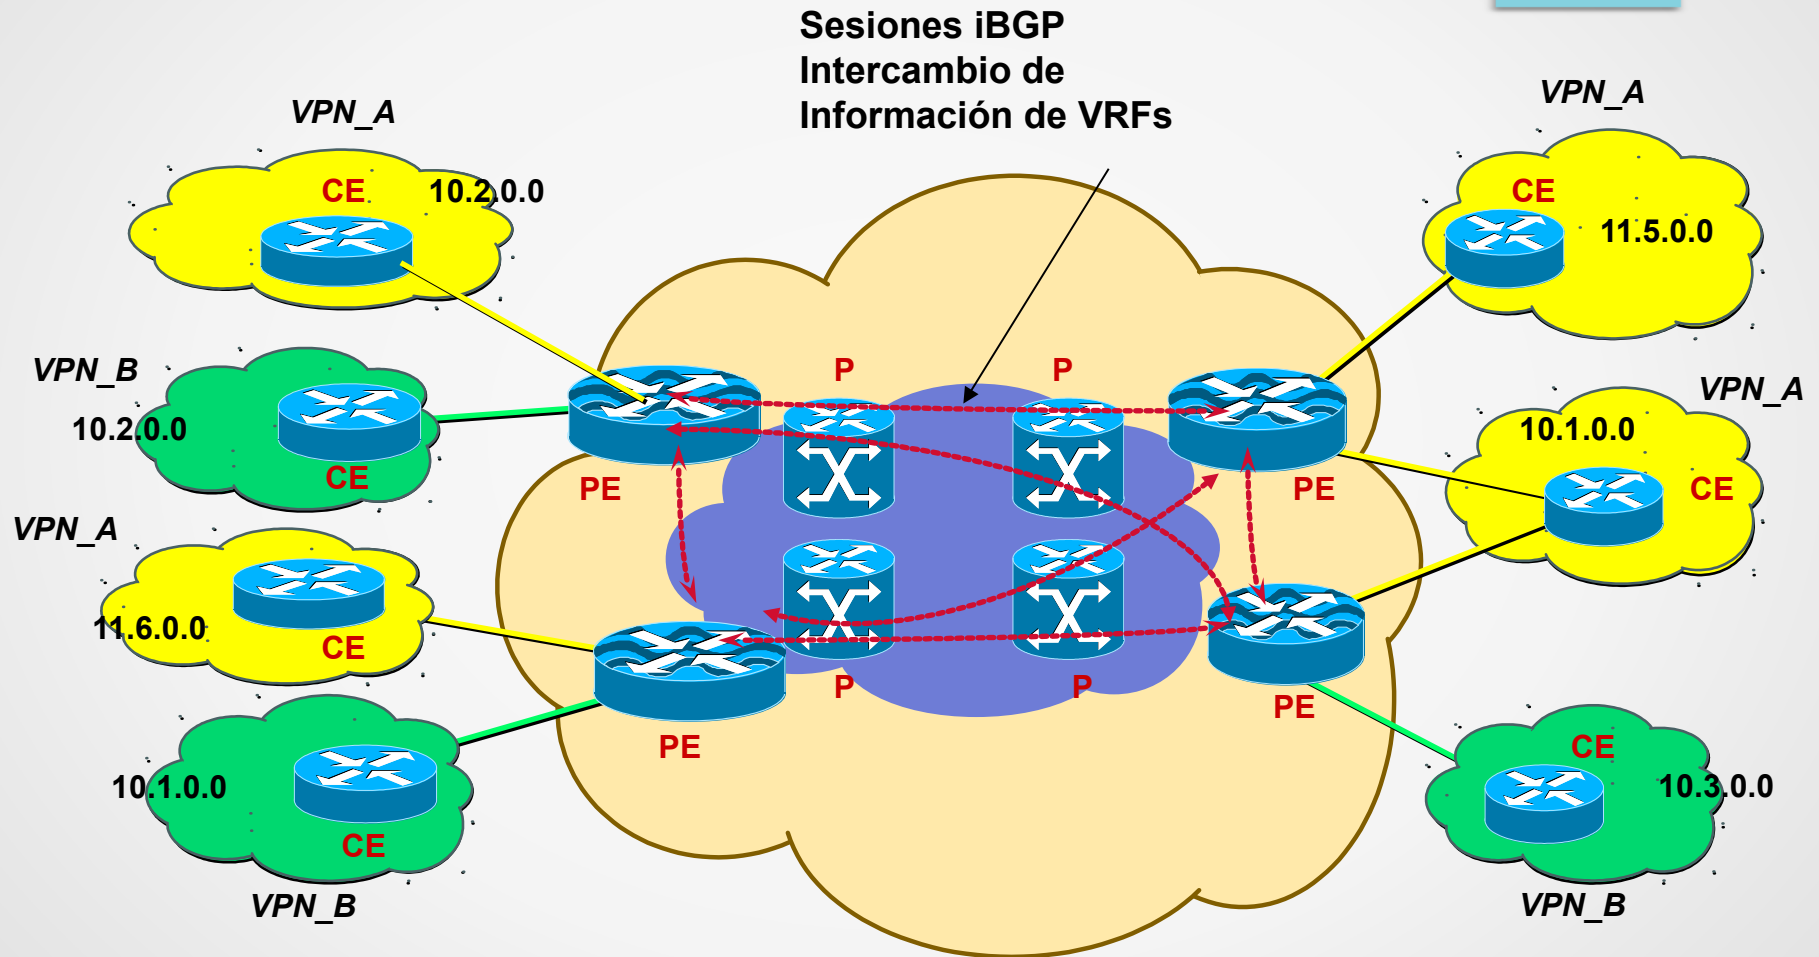 Sesiones iBGP
Intercambio de
Información de VRFs
VPN_A
CE
10.2.0.0
VPN_A
CE
11.5.0.0
VPN_B
10.2.0.0
CE
P
P
PE
PE
VPN_A
10.1.0.0
CE
VPN_A
11.6.0.0
CE
P
P
PE
PE
10.1.0.0
CE
VPN_B
CE
10.3.0.0
VPN_B